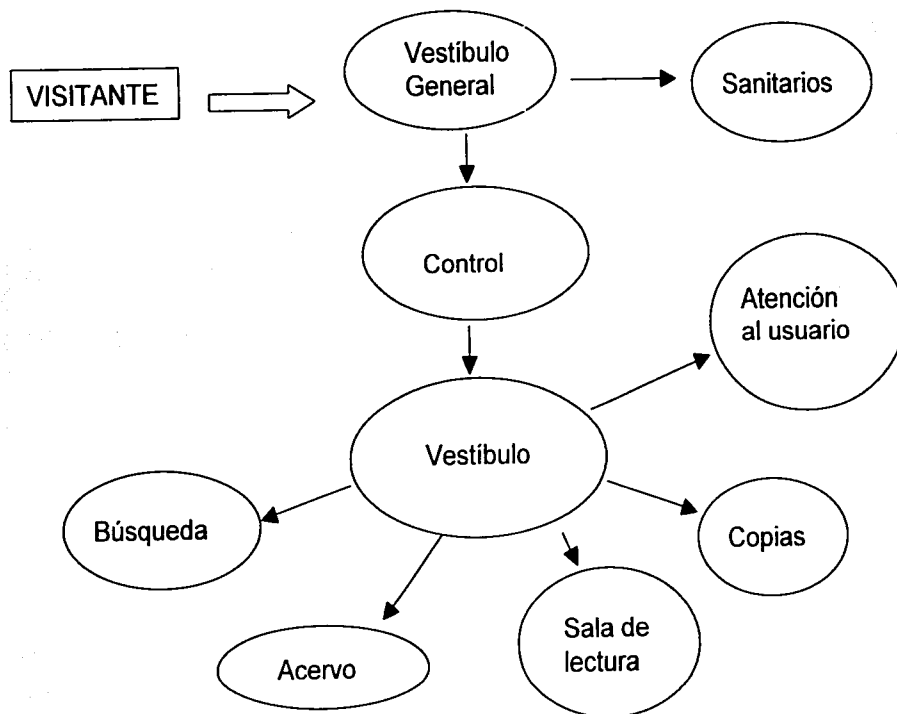 VISITANTE
Vestíbulo
General
Sanitarios
Control
Atención
al usuario
Vestíbulo
Búsqueda
Copias
Sala de
lectura
Acervo